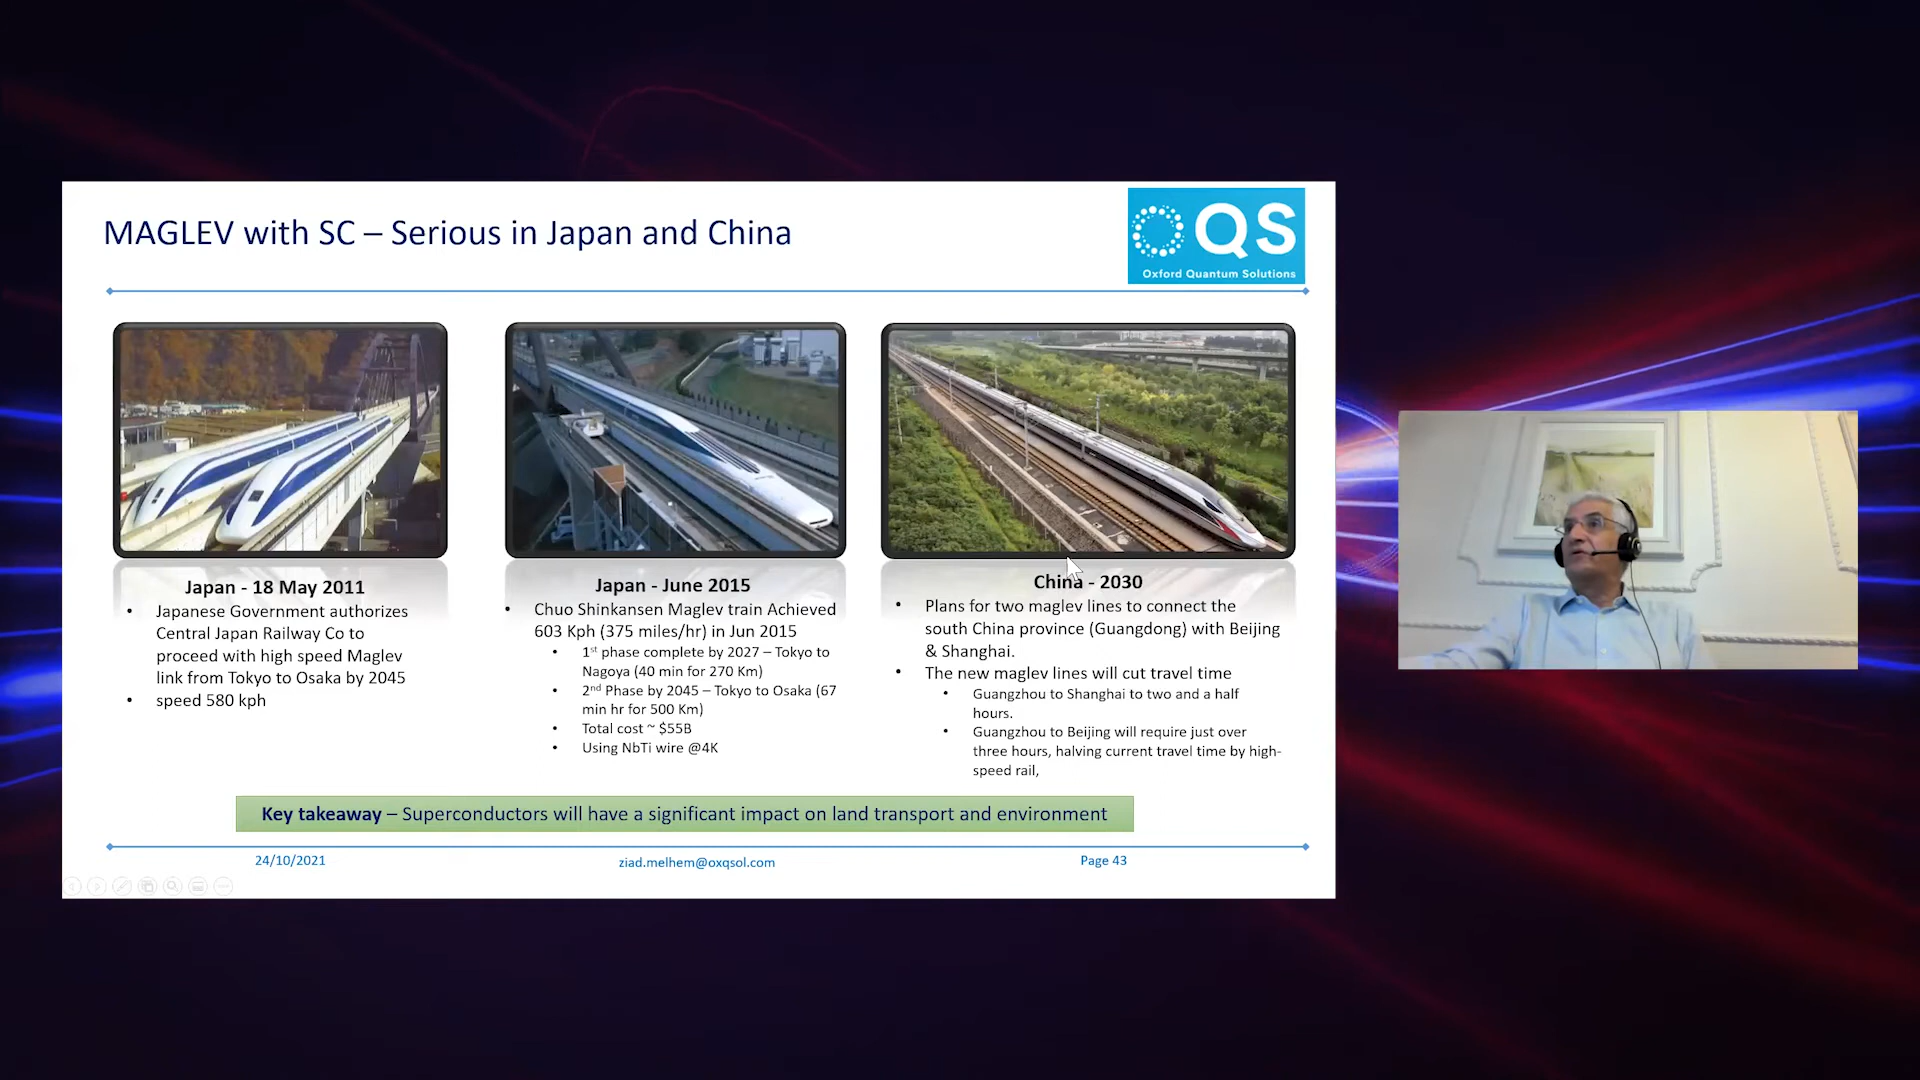 MAGLEV with SC – Serious in Japan and China
QS
Oxford Quantum Solutions
Japan - 18 May 2011
• Japanese Government authorizes
Central Japan Railway Co to
proceed with high speed Maglev
link from Tokyo to Osaka by 2045
• speed 580 kph
Japan - June 2015
• Chuo Shinkansen Maglev train Achieved
603 Kph (375 miles/hr) in Jun 2015
• 1st phase complete by 2027 – Tokyo to
Nagoya (40 min for 270 Km)
• 2nd Phase by 2045 – Tokyo to Osaka (67
min hr for 500 Km)
• Total cost ~ $55B
• Using NbTi wire @4K
China - 2030
• Plans for two maglev lines to connect the
south China province (Guangdong) with Beijing
& Shanghai.
• The new maglev lines will cut travel time
• Guangzhou to Shanghai to two and a half
hours.
• Guangzhou to Beijing will require just over
three hours, halving current travel time by high-
speed rail,
Key takeaway – Superconductors will have a significant impact on land transport and environment
24/10/2021
ziad.melhem@oxqsol.com
Page 43